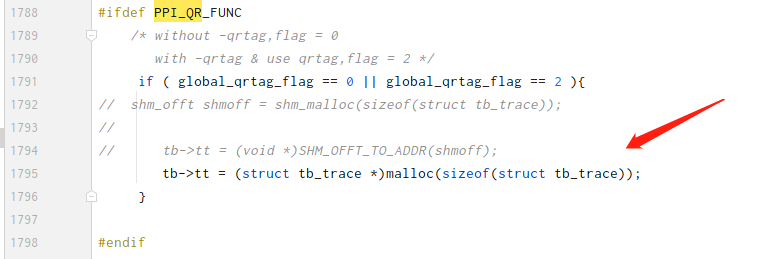 1788 #ifdef PPI_QR_FUNC
1789 /* without -qrtag,flag = 0
1790 with -qrtag & use qrtag,flag = 2 */
1791 if ( global_qrtag_flag == 0 || global_qrtag_flag == 2 ){
1792 // shm_offt shmoff = shm_malloc(sizeof(struct tb_trace));
1793 //
1794 // tb->tt = (void *)SHM_OFFT_TO_ADDR(shmoff);
1795 tb->tt = (struct tb_trace *)malloc(sizeof(struct tb_trace));
1796 }
1797
1798 #endif